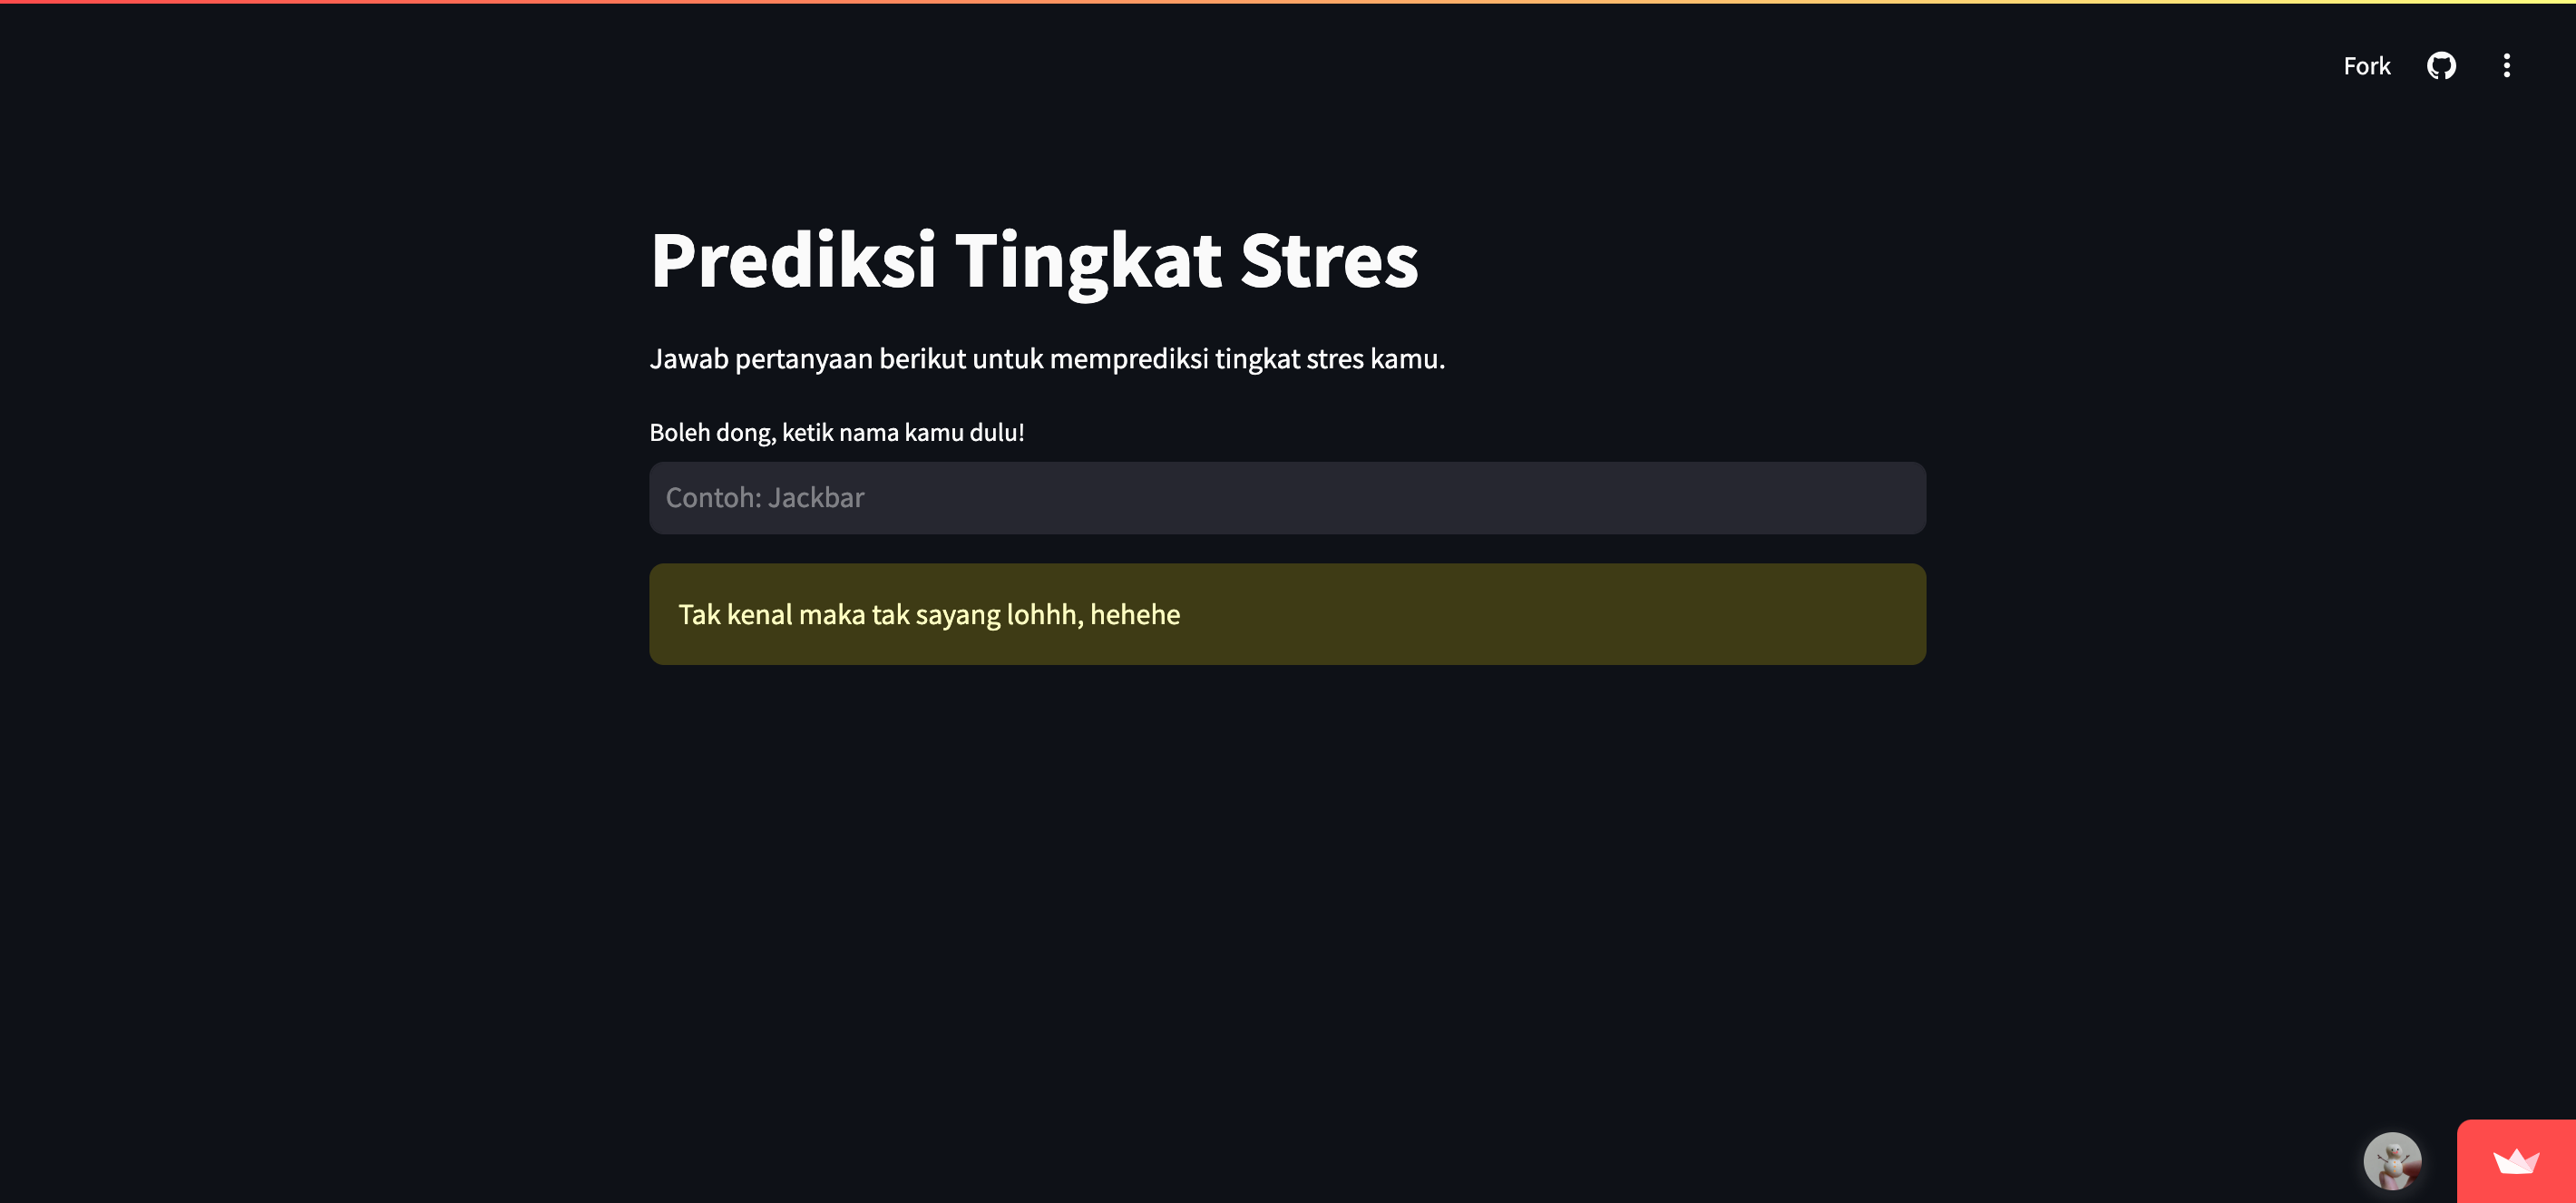 Fork
Prediksi Tingkat Stres
Jawab pertanyaan berikut untuk memprediksi tingkat stres kamu.
Boleh dong, ketik nama kamu dulu!
Contoh: Jackbar
Tak kenal maka tak sayang lohhh, hehehe